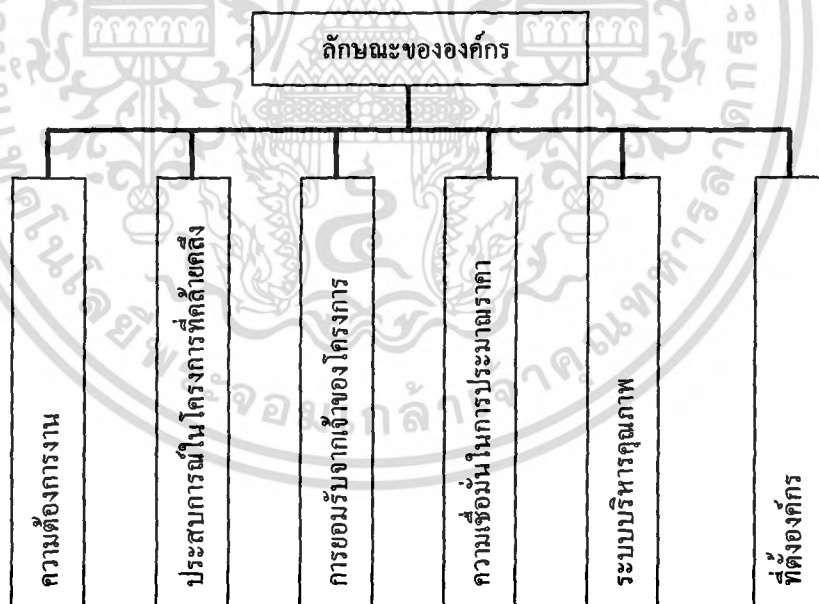 ลักษณะขององค์กร
ความต้องการงาน
ประสบการณ์ในโครงการที่คล้ายคลึง
การยอมรับจากเจ้าของโครงการ
ความเชื่อมั่นในการประมาณราคา
ระบบบริหารคุณภาพ
ที่ตั้งองค์กร